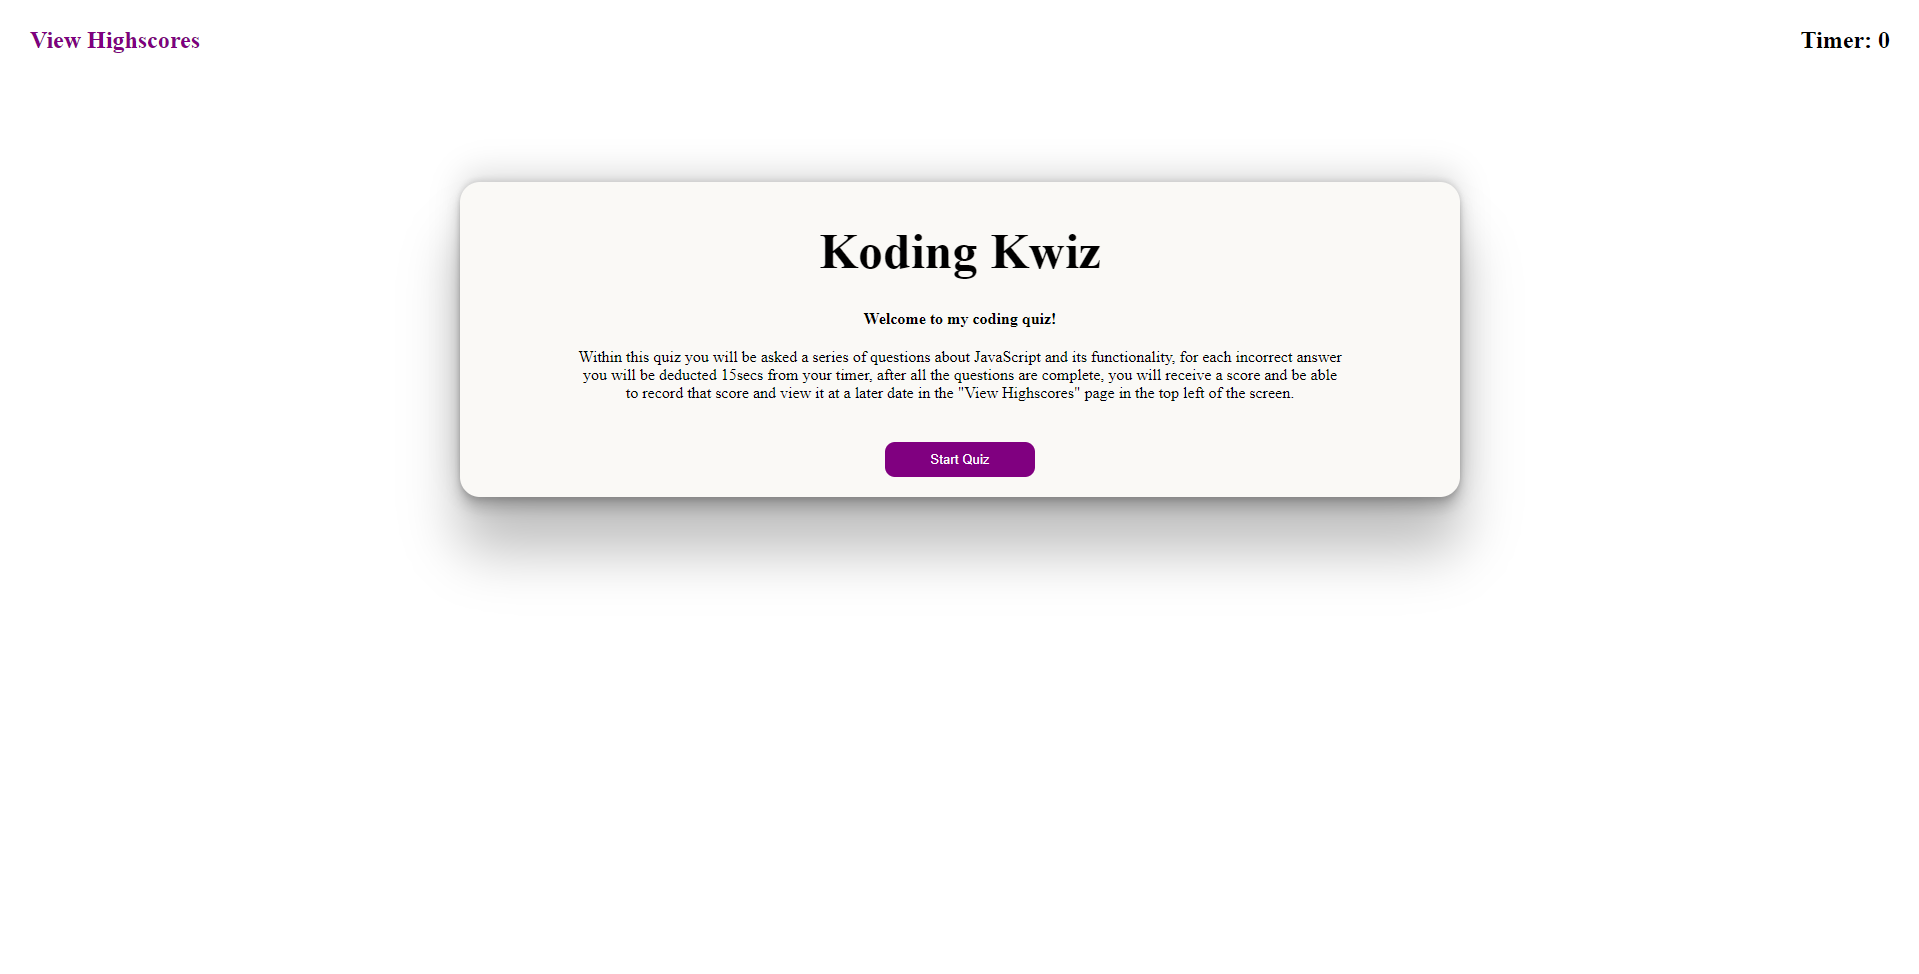 View Highscores
Timer: 0
Koding Kwiz
Welcome to my coding quiz!
Within this quiz you will be asked a series of questions about JavaScript and its functionality, for each incorrect answer
you will be deducted 15secs from your timer, after all the questions are complete, you will receive a score and be able
to record that score and view it at a later date in the "View Highscores" page in the top left of the screen.
Start Quiz